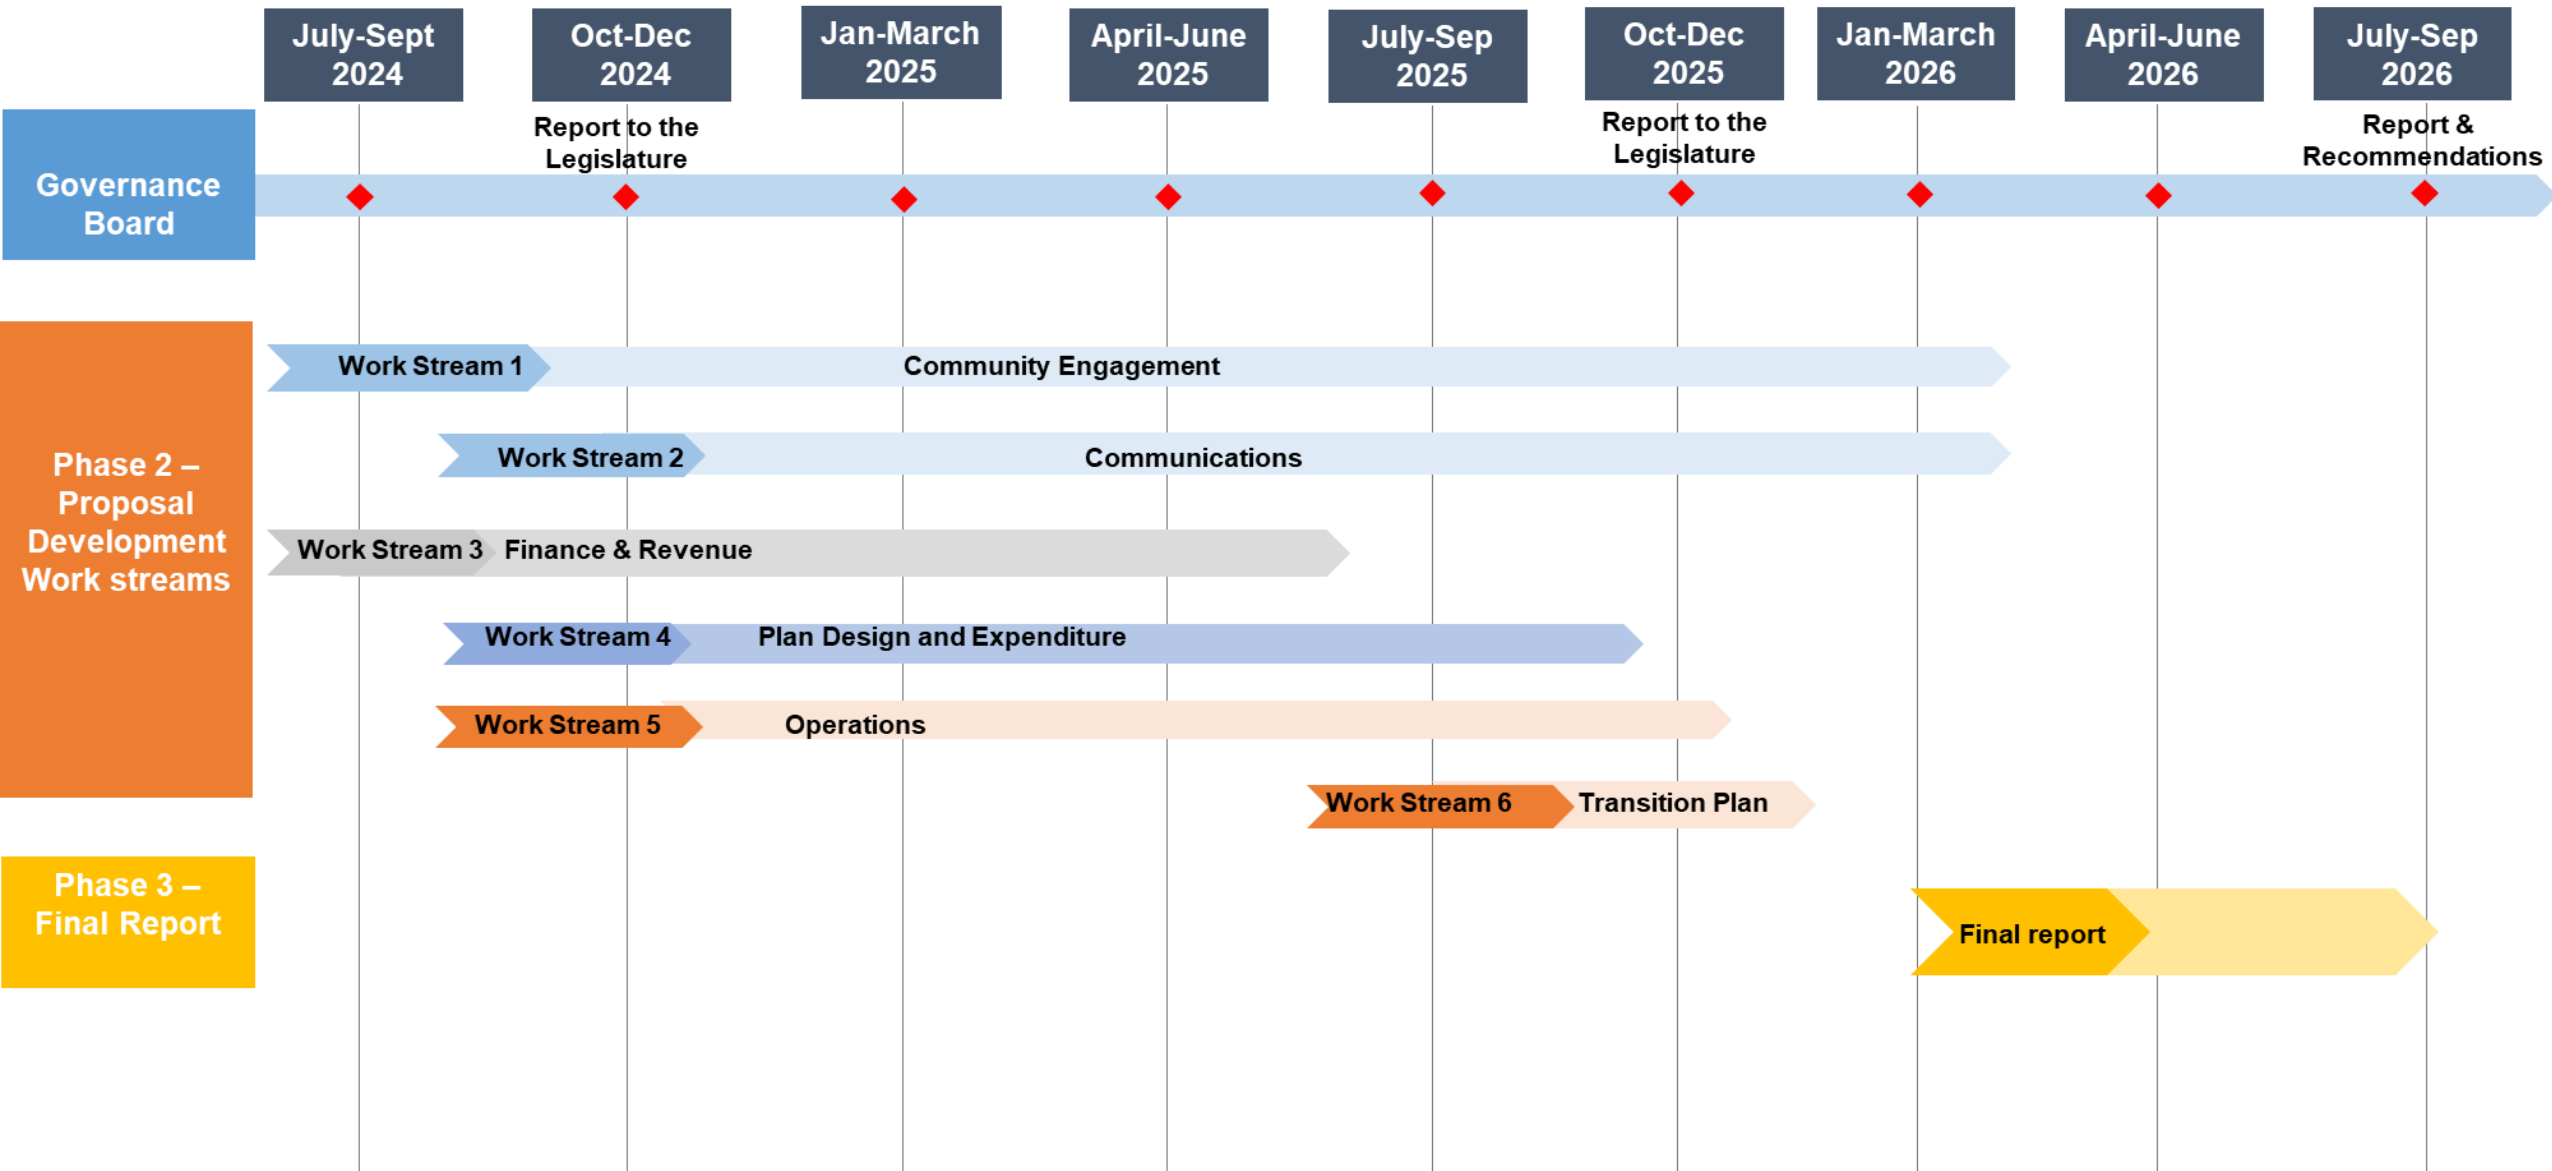 July-Sept
2024
Oct-Dec
2024
Jan-March
2025
April-June
2025
July-Sep
2025
Oct-Dec
2025
Jan-March
2026
April-June
2026
July-Sep
2026
Governance
Board
Report to the
Legislature
Report to the
Legislature
Report &
Recommendations
Phase 2 –
Proposal
Development
Work streams
Work Stream 1
Community Engagement
Work Stream 2
Communications
Work Stream 3
Finance & Revenue
Work Stream 4
Plan Design and Expenditure
Work Stream 5
Operations
Work Stream 6
Transition Plan
Phase 3 –
Final Report
Final report